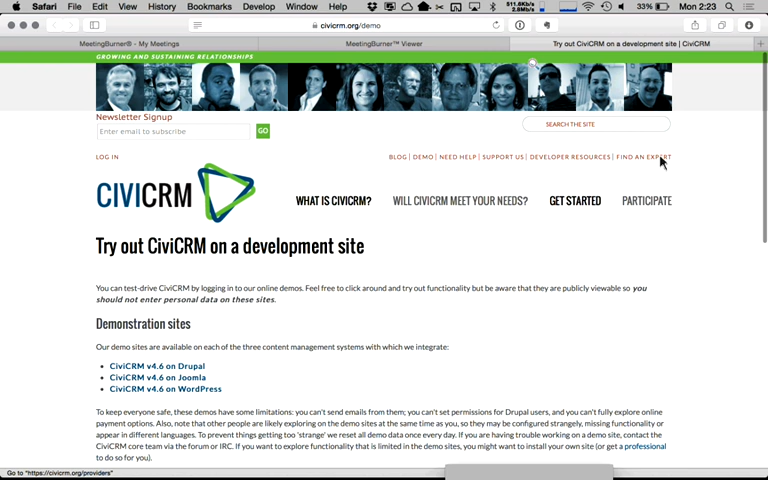 Safari File Edit View History Bookmarks Develop Window Help 511.6Kb/s 2.5Mb/s 33% Mon 2:23
civicrm.org/demo
MeetingBurner® - My Meetings MeetingBurner™ Viewer Try out CiviCRM on a development site | CiviCRM
GROWING AND SUSTAINING RELATIONSHIPS
Newsletter Signup
Enter email to subscribe GO SEARCH THE SITE
LOG IN BLOG | DEMO | NEED HELP | SUPPORT US | DEVELOPER RESOURCES | FIND AN EXPERT
CIVICRM WHAT IS CIVICRM? WILL CIVICRM MEET YOUR NEEDS? GET STARTED PARTICIPATE
Try out CiviCRM on a development site
You can test-drive CiviCRM by logging in to our online demos. Feel free to click around and try out functionality but be aware that they are publicly viewable so you
should not enter personal data on these sites.
Demonstration sites
Our demo sites are available on each of the three content management systems with which we integrate:
• CiviCRM v4.6 on Drupal
• CiviCRM v4.6 on Joomla
• CiviCRM v4.6 on WordPress
To keep everyone safe, these demos have some limitations: you can't send emails from them; you can't set permissions for Drupal users, and you can't fully explore online
payment options. Also, note that other people are likely exploring on the demo sites at the same time as you, so they may be configured strangely, missing functionality or
appear in different languages. To prevent things getting too 'strange' we reset all demo data once every day. If you are having trouble working on a demo site, contact the
CiviCRM core team via the forum or IRC. If you want to explore functionality that is limited in the demo sites, you might want to install your own site (or get a professional
to do so for you).
Go to "https://civicrm.org/providers"